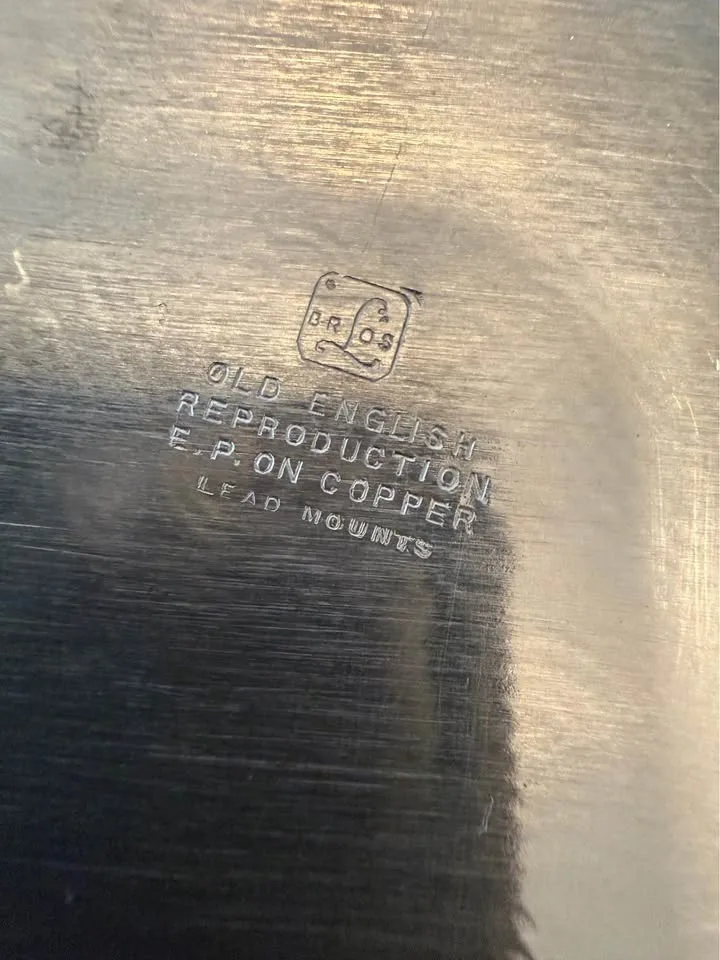 BROS
OLD ENGLISH
REPRODUCTION
E.P. ON COPPER
LEAD MOUNTS